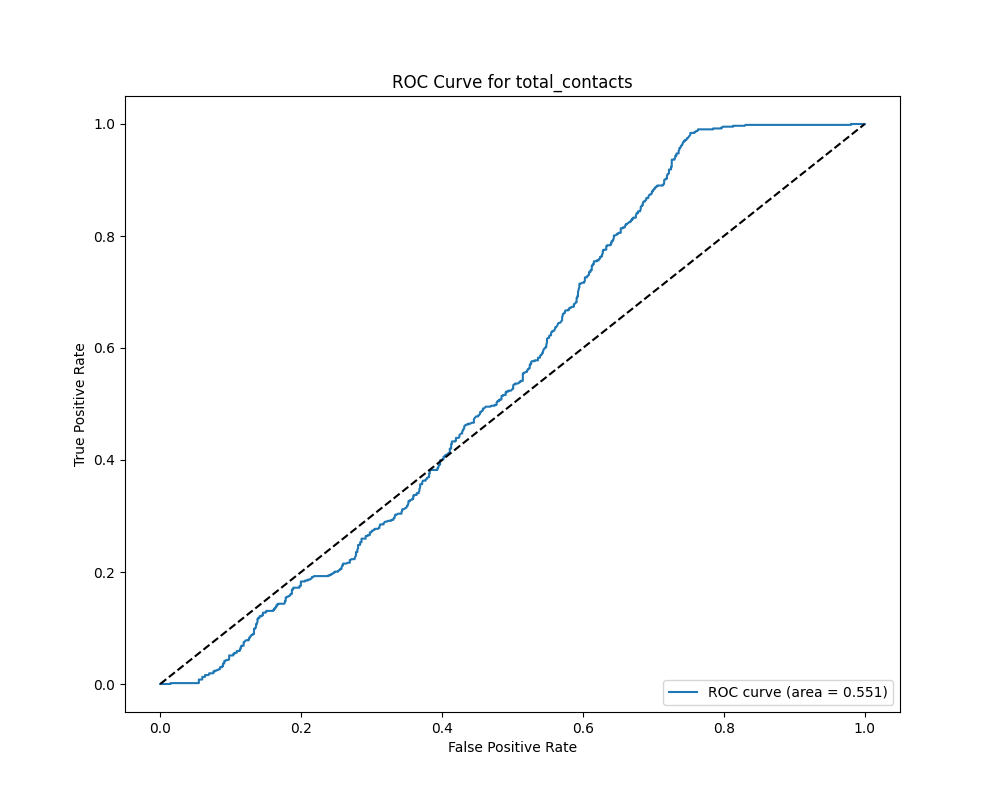 ROC Curve for total_contacts
1.0
0.8
0.6
0.4
0.2
0.0
True Positive Rate
ROC curve (area = 0.551)
0.0 0.2 0.4 0.6 0.8 1.0
False Positive Rate